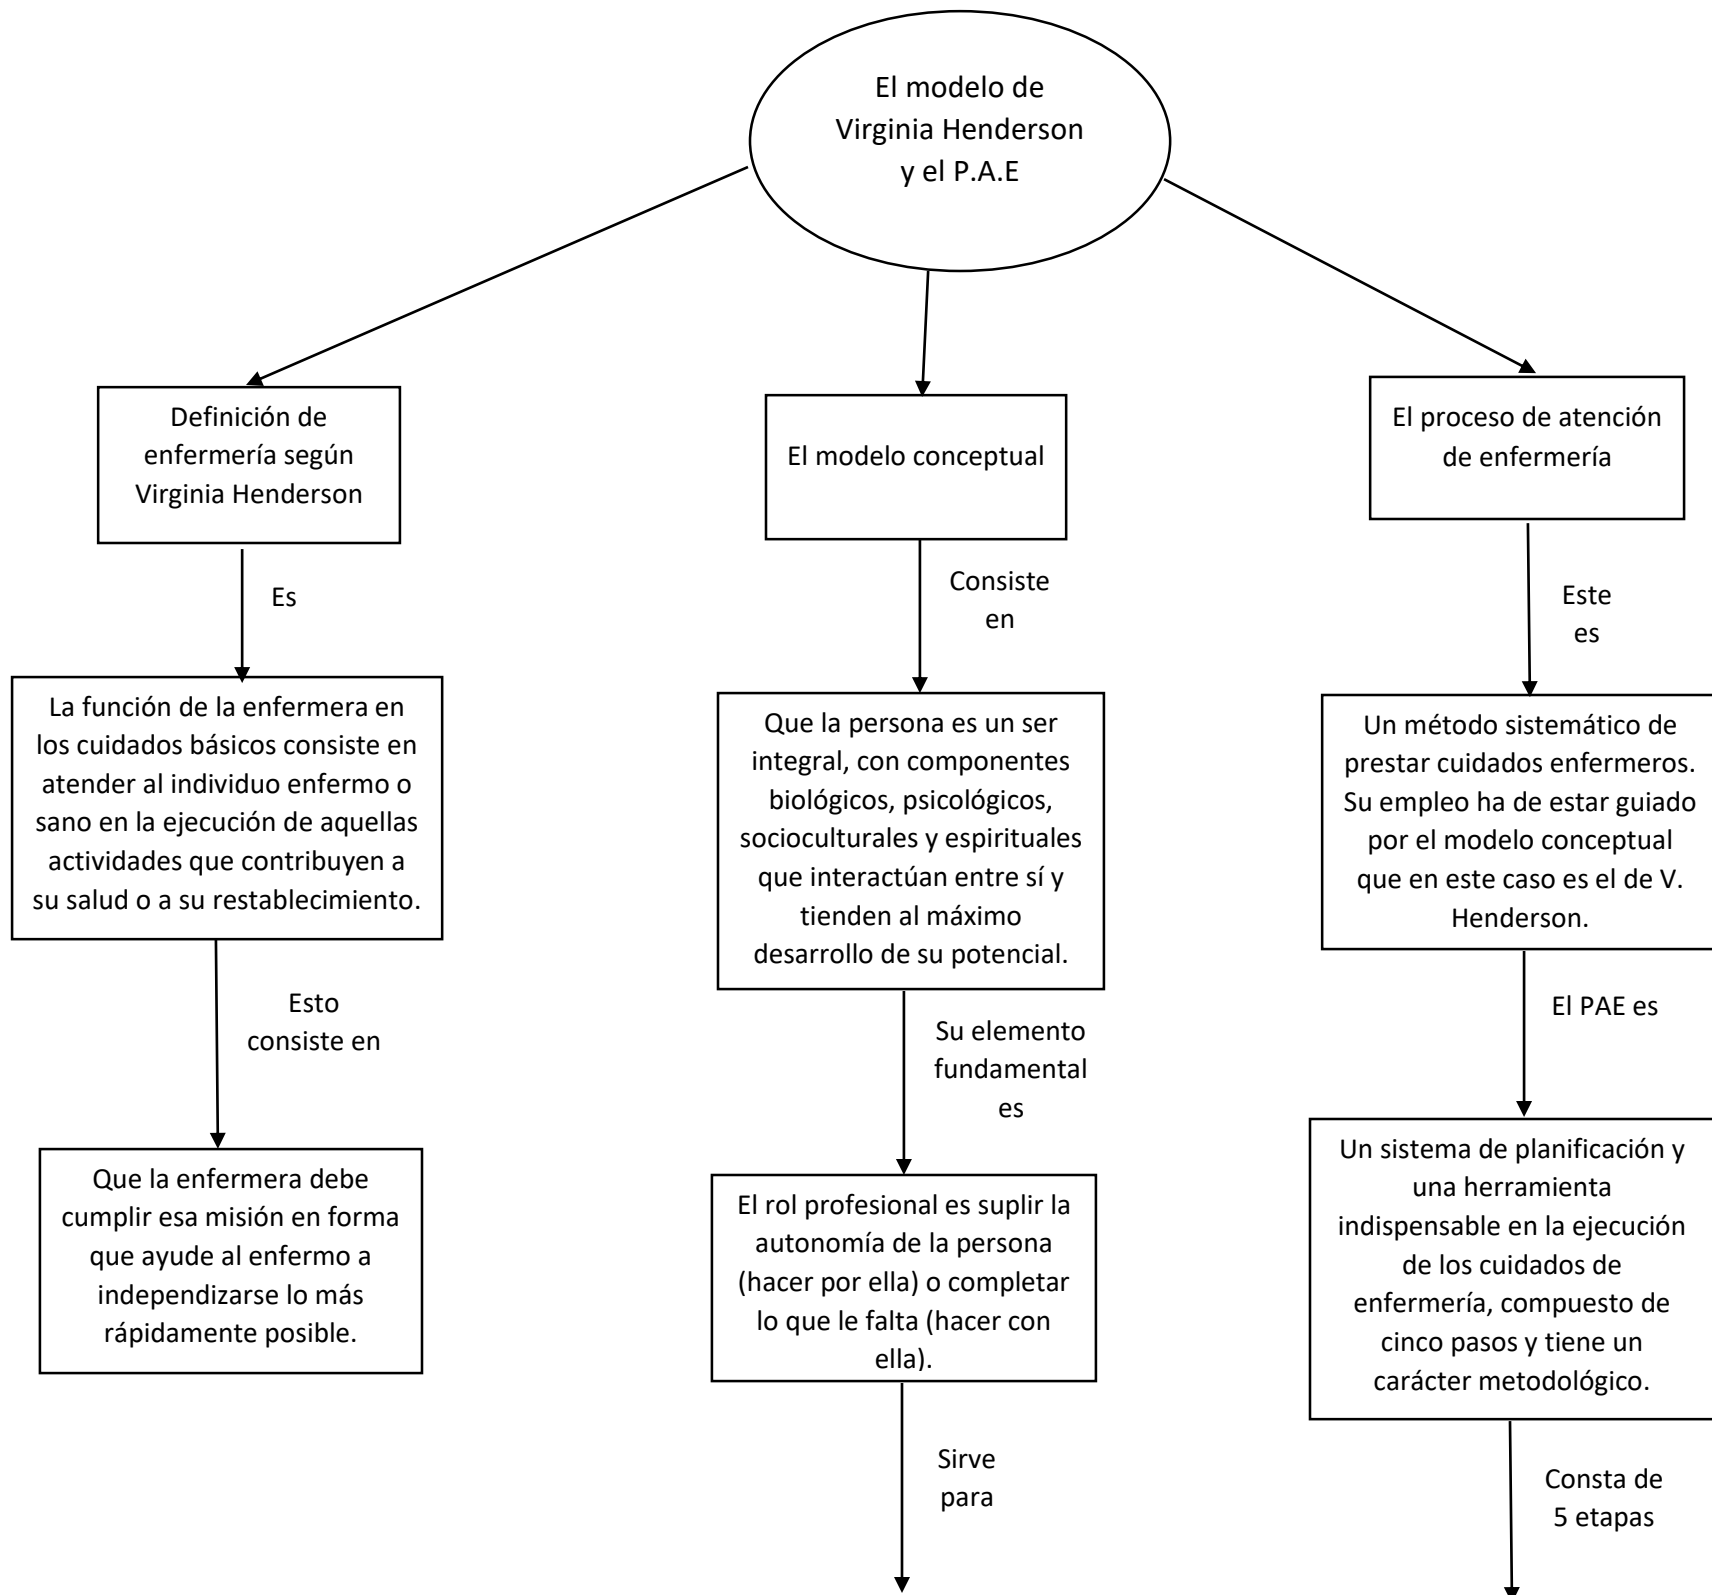 El modelo de
Virginia Henderson
y el P.A.E
Definición de
enfermería según
Virginia Henderson
El modelo conceptual
El proceso de atención
de enfermería
Es
Consiste
en
Este
es
La función de la enfermera en
los cuidados básicos consiste en
atender al individuo enfermo o
sano en la ejecución de aquellas
actividades que contribuyen a
su salud o a su restablecimiento.
Que la persona es un ser
integral, con componentes
biológicos, psicológicos,
socioculturales y espirituales
que interactúan entre sí y
tienden al máximo
desarrollo de su potencial.
Un método sistemático de
prestar cuidados enfermeros.
Su empleo ha de estar guiado
por el modelo conceptual
que en este caso es el de V.
Henderson.
Esto
consiste en
Su elemento
fundamental
es
El PAE es
Que la enfermera debe
cumplir esa misión en forma
que ayude al enfermo a
independizarse lo más
rápidamente posible.
El rol profesional es suplir la
autonomía de la persona
(hacer por ella) o completar
lo que le falta (hacer con
ella).
Un sistema de planificación y
una herramienta
indispensable en la ejecución
de los cuidados de
enfermería, compuesto de
cinco pasos y tiene un
carácter metodológico.
Sirve
para
Consta de
5 etapas